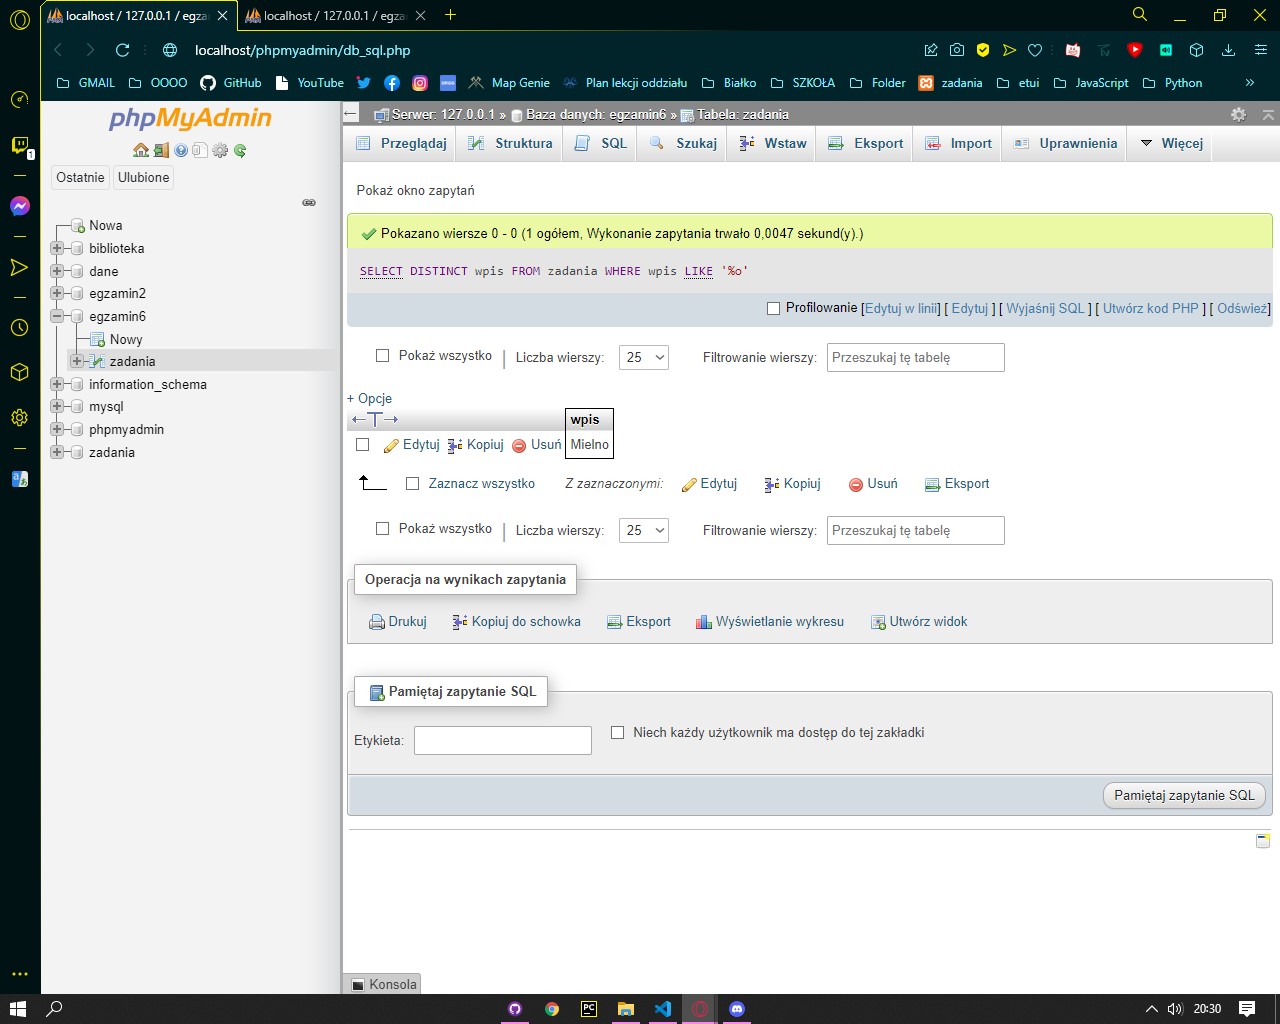 localhost / 127.0.0.1 / egza
localhost / 127.0.0.1 / egza
localhost/phpmyadmin/db_sql.php
GMAIL OOOO GitHub YouTube Map Genie Plan lekcji oddziału Białko SZKOŁA Folder zadania etui JavaScript Python »
phpMyAdmin
Ostatnie Ulubione
Nowa
biblioteka
dane
egzamin2
egzamin6
Nowy
zadania
information_schema
mysql
phpmyadmin
zadania
1
Serwer: 127.0.0.1 » Baza danych: egzamin6 » Tabela: zadania
Przeglądaj Struktura SQL Szukaj Wstaw Eksport Import Uprawnienia Więcej
Pokaż okno zapytań
Pokazano wiersze 0 - 0 (1 ogółem, Wykonanie zapytania trwało 0,0047 sekund(y).)
SELECT DISTINCT wpis FROM zadania WHERE wpis LIKE '%o'
Profilowanie [Edytuj w linii] [ Edytuj ] [ Wyjaśnij SQL ] [ Utwórz kod PHP ] [ Odśwież]
Pokaż wszystko | Liczba wierszy: 25 Filtrowanie wierszy: Przeszukaj tę tabelę
+ Opcje
←T→ wpis
Edytuj Kopiuj Usuń Mielno
Zaznacz wszystko Z zaznaczonymi: Edytuj Kopiuj Usuń Eksport
Pokaż wszystko | Liczba wierszy: 25 Filtrowanie wierszy: Przeszukaj tę tabelę
Operacja na wynikach zapytania
Drukuj Kopiuj do schowka Eksport Wyświetlanie wykresu Utwórz widok
Pamiętaj zapytanie SQL
Etykieta: Niech każdy użytkownik ma dostęp do tej zakładki
Pamiętaj zapytanie SQL
Konsola
PC
20:30